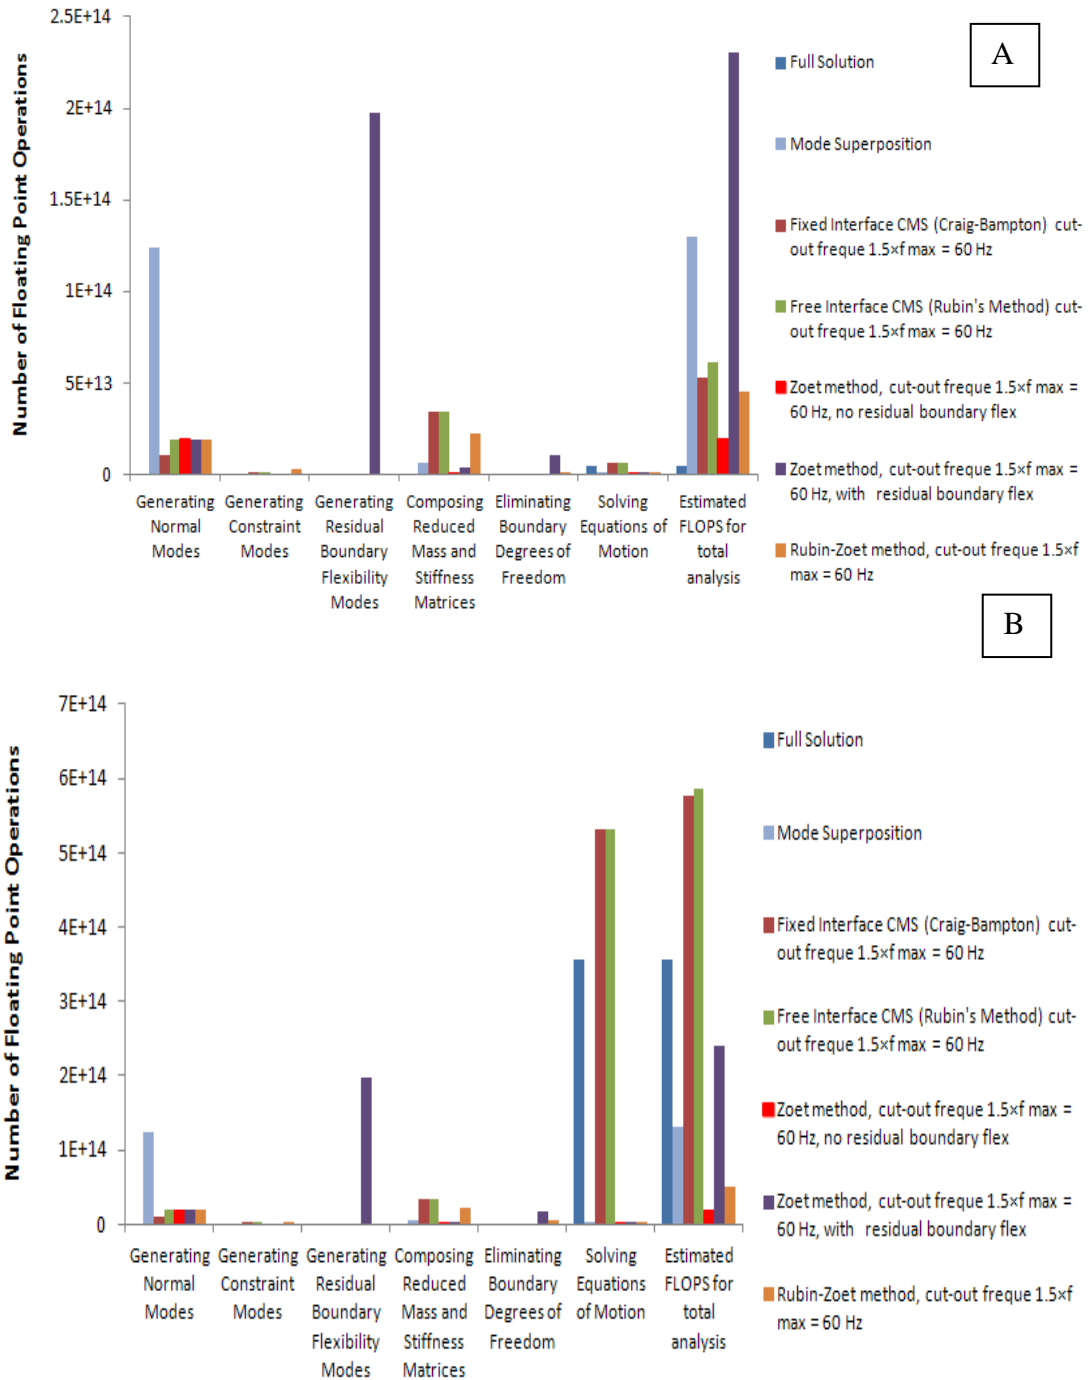 A
Number of Floating Point Operations
2.5E+14
2E+14
1.5E+14
1E+14
5E+13
0
Generating
Normal
Modes
Generating
Constraint
Modes
Generating
Residual
Boundary
Flexibility
Modes
Composing
Reduced
Mass and
Stiffness
Matrices
Eliminating
Boundary
Degrees of
Freedom
Solving
Equations of
Motion
Estimated
FLOPS for
total
analysis
Full Solution
Mode Superposition
Fixed Interface CMS (Craig-Bampton) cut-
out freque 1.5×f max = 60 Hz
Free Interface CMS (Rubin's Method) cut-
out freque 1.5×f max = 60 Hz
Zoet method, cut-out freque 1.5×f max =
60 Hz, no residual boundary flex
Zoet method, cut-out freque 1.5×f max =
60 Hz, with residual boundary flex
Rubin-Zoet method, cut-out freque 1.5×f
max = 60 Hz
B
Number of Floating Point Operations
7E+14
6E+14
5E+14
4E+14
3E+14
2E+14
1E+14
0
Generating
Normal
Modes
Generating
Constraint
Modes
Generating
Residual
Boundary
Flexibility
Modes
Composing
Reduced
Mass and
Stiffness
Matrices
Eliminating
Boundary
Degrees of
Freedom
Solving
Equations
of Motion
Estimated
FLOPS for
total
analysis
Full Solution
Mode Superposition
Fixed Interface CMS (Craig-Bampton) cut-
out freque 1.5×f max = 60 Hz
Free Interface CMS (Rubin's Method) cut-
out freque 1.5×f max = 60 Hz
Zoet method, cut-out freque 1.5×f max =
60 Hz, no residual boundary flex
Zoet method, cut-out freque 1.5×f max =
60 Hz, with residual boundary flex
Rubin-Zoet method, cut-out freque 1.5×f
max = 60 Hz